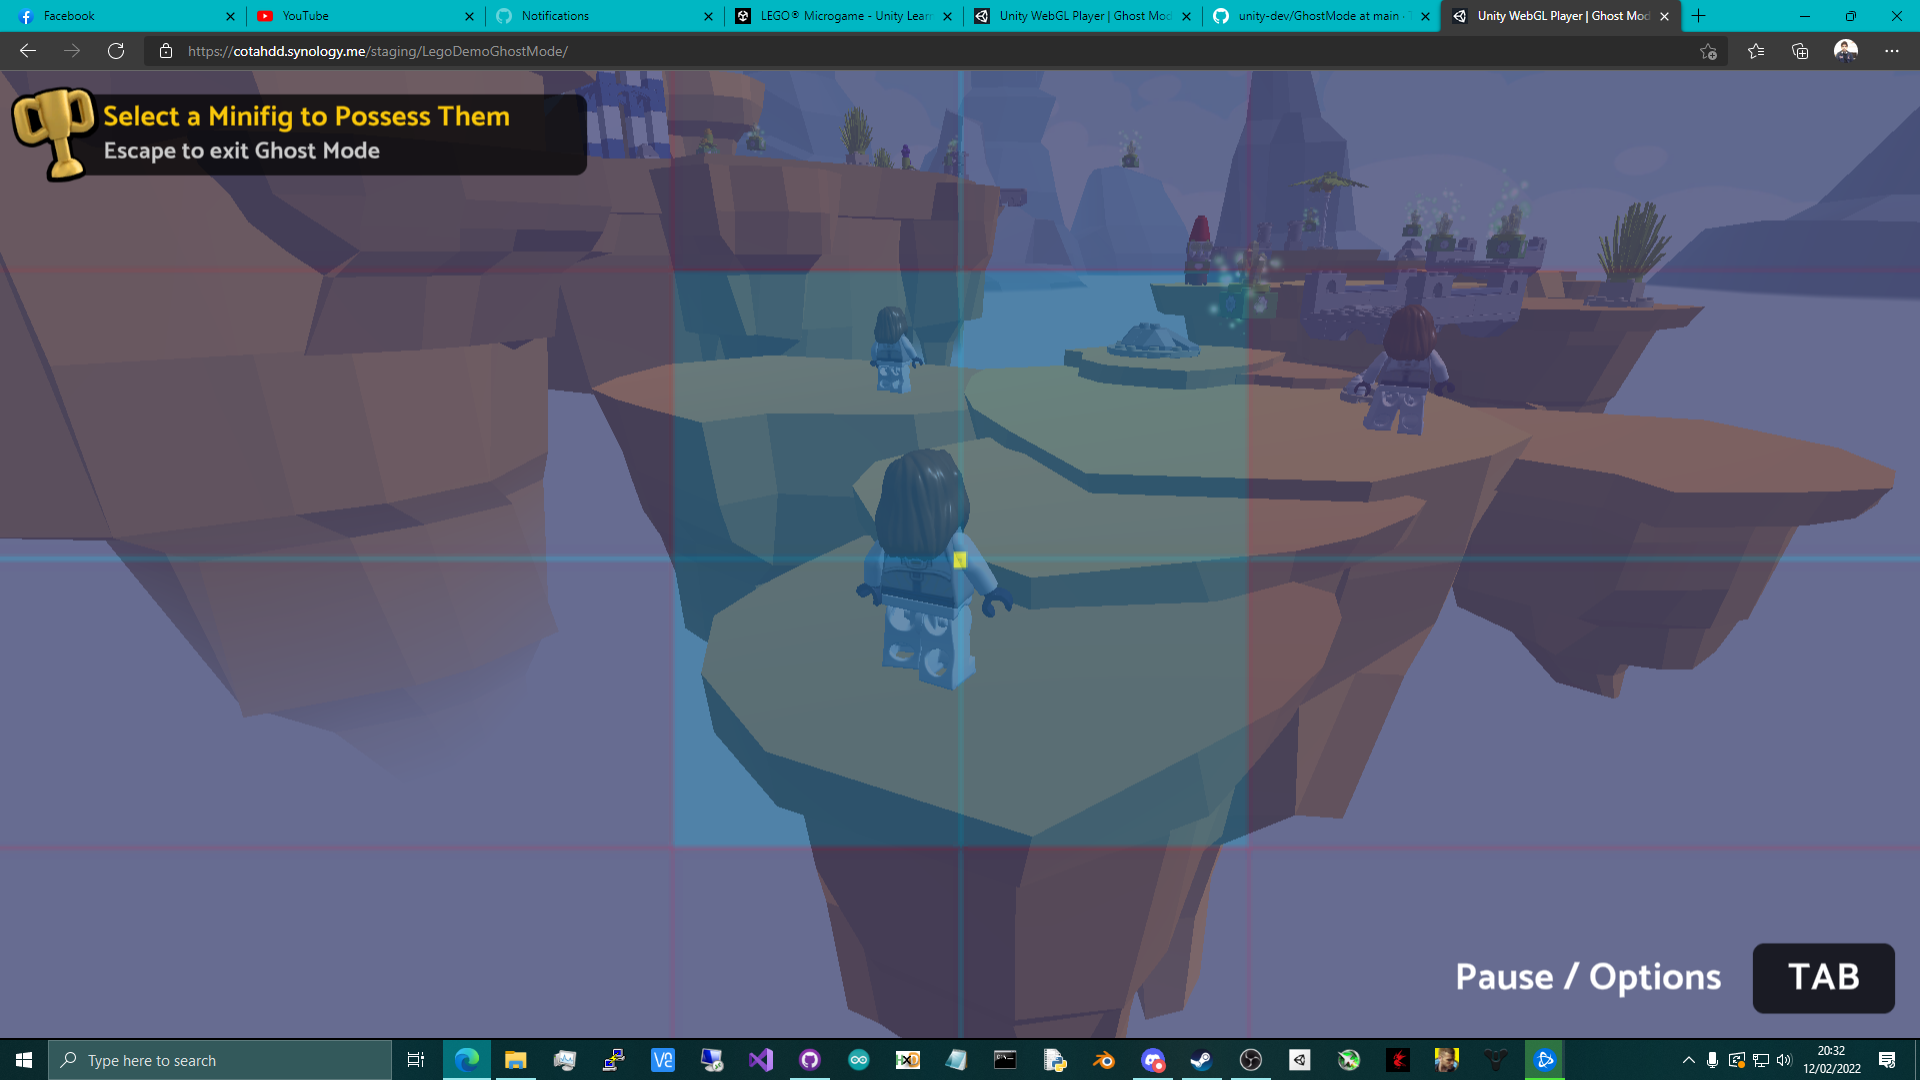 Facebook
YouTube
Notifications
LEGO® Microgame - Unity Learn
Unity WebGL Player | Ghost Mod
unity-dev/GhostMode at main ·
Unity WebGL Player | Ghost Mod
https://cotahdd.synology.me/staging/LegoDemoGhostMode/
Select a Minifig to Possess Them
Escape to exit Ghost Mode
Pause / Options
TAB
Type here to search
20:32
12/02/2022